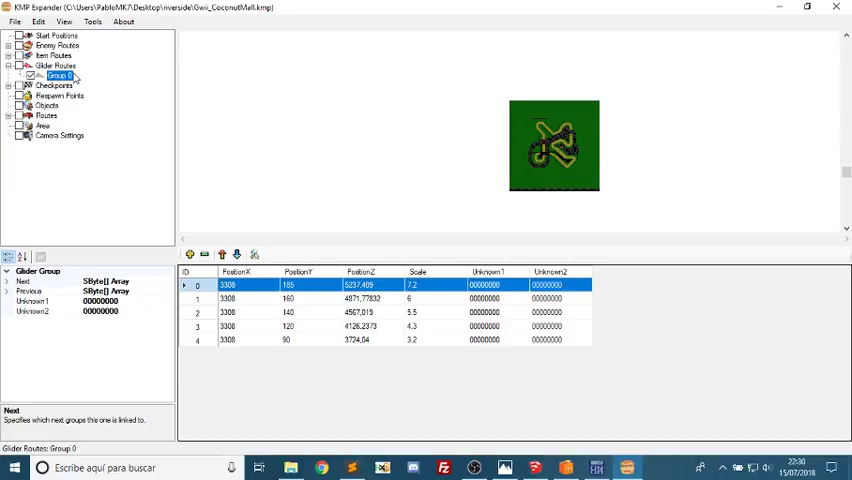 KMP Expander (C:\Users\PabloMK7\Desktop\riverside\Gwii_CoconutMall.kmp)
File Edit View Tools About
Start Positions
Enemy Routes
Item Routes
Glider Routes
Group 0
Checkpoints
Respawn Points
Objects
Routes
Area
Camera Settings
Glider Group
Next SByte[] Array
Previous SByte[] Array
Unknown1 00000000
Unknown2 00000000
Next
Specifies which next groups this one is linked to.
ID PositionX PositionY PositionZ Scale Unknown1 Unknown2
0 3308 185 5237,409 7.2 00000000 00000000
1 3308 160 4871,77832 6 00000000 00000000
2 3308 140 4567,019 5.5 00000000 00000000
3 3308 120 4126,2373 4.3 00000000 00000000
4 3308 90 3724,04 3.2 00000000 00000000
Glider Routes: Group 0
Escribe aquí para buscar
22:30
15/07/2018